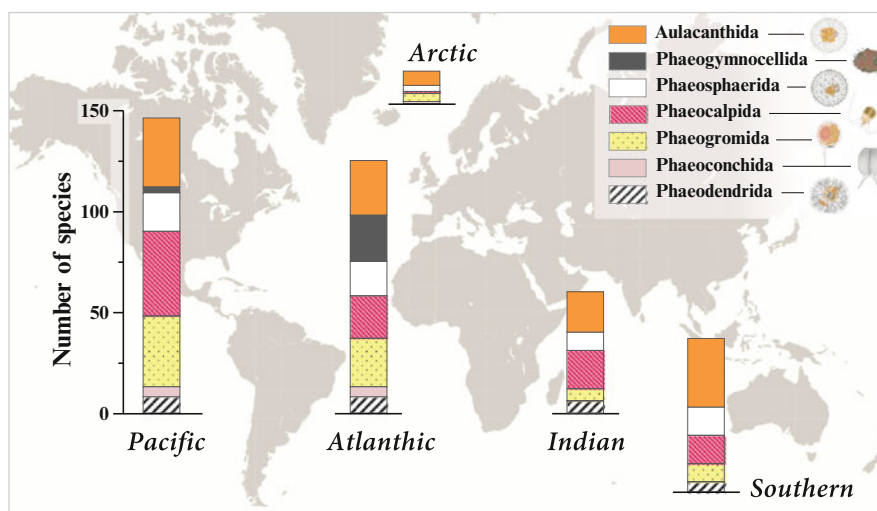 Arctic
Aulacanthida
Phaeogymnocellida
Phaeosphaerida
Phaeocalpida
Phaeogromida
Phaeoconchida
Phaeodendrida
Number of species
150
100
50
0
Pacific
Atlanthic
Indian
Southern